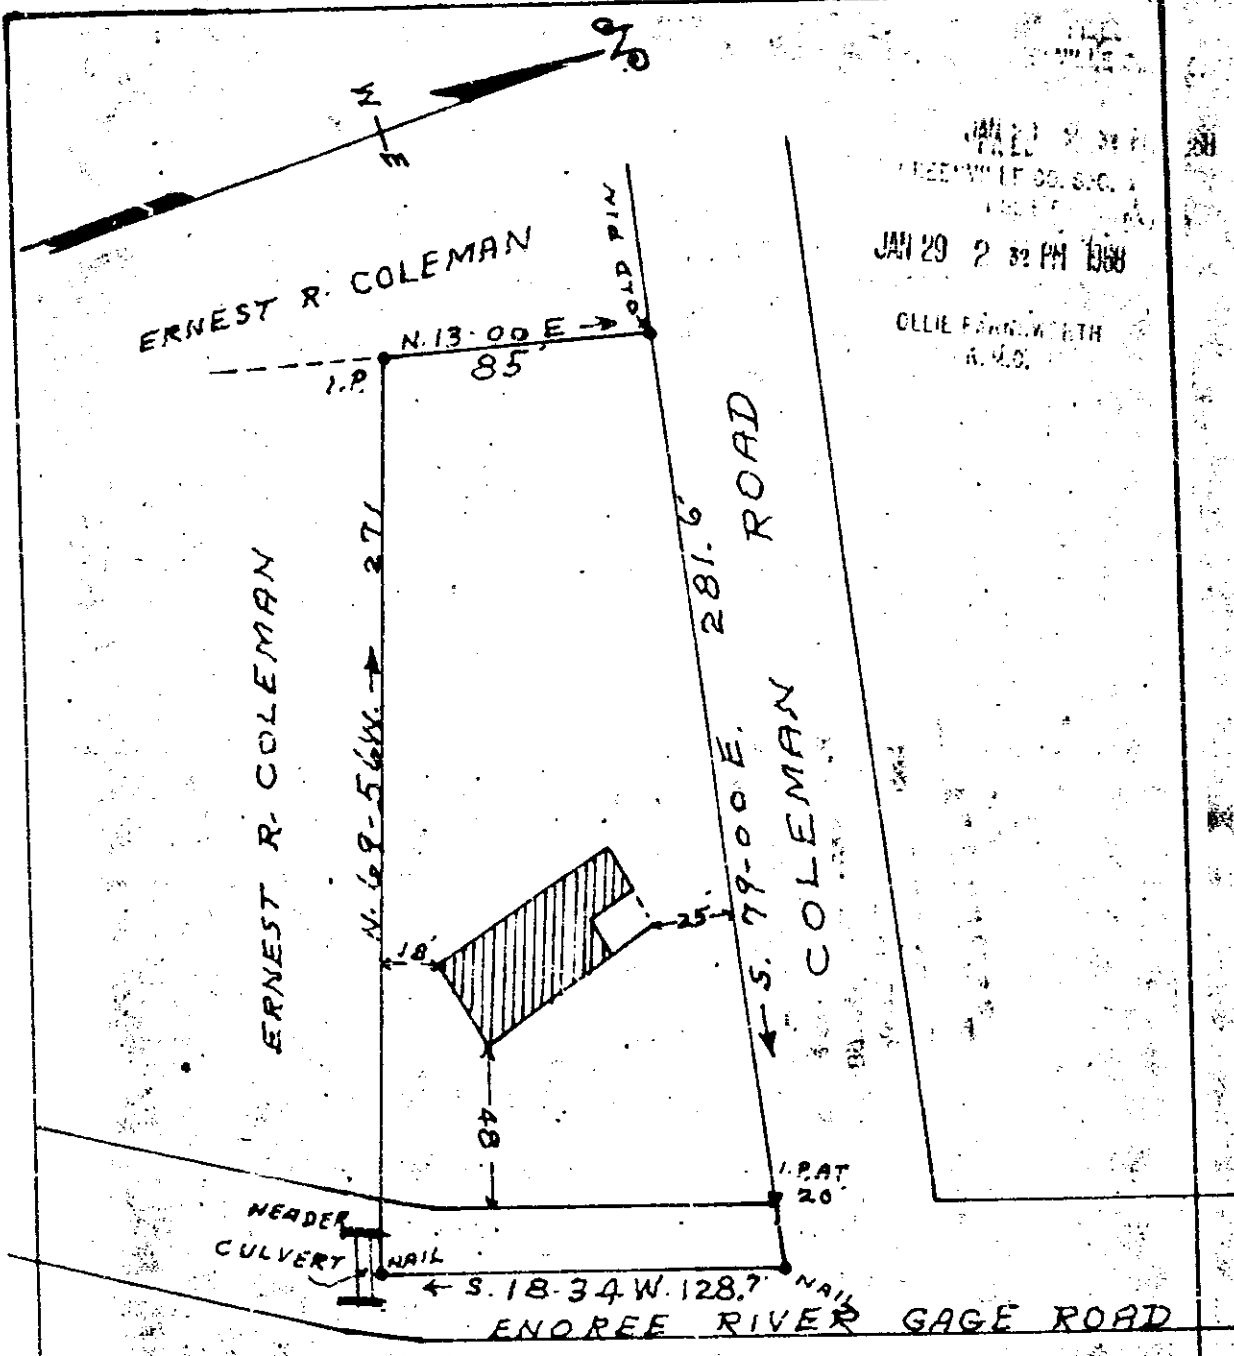 W
E
JAN 29 2 32 PM 1968
OLD PIN
ERNEST R. COLEMAN
N. 13-00 E
85'
I.P.
ROAD
271
281.6'
ERNEST R. COLEMAN
N. 69-56 W.
S. 79-00 E.
COLEMAN
18'
25'
48
I.P. AT
20'
HEADER
CULVERT
NAIL
S. 18-34 W. 128.7'
NAIL
ENOREE RIVER GAGE ROAD